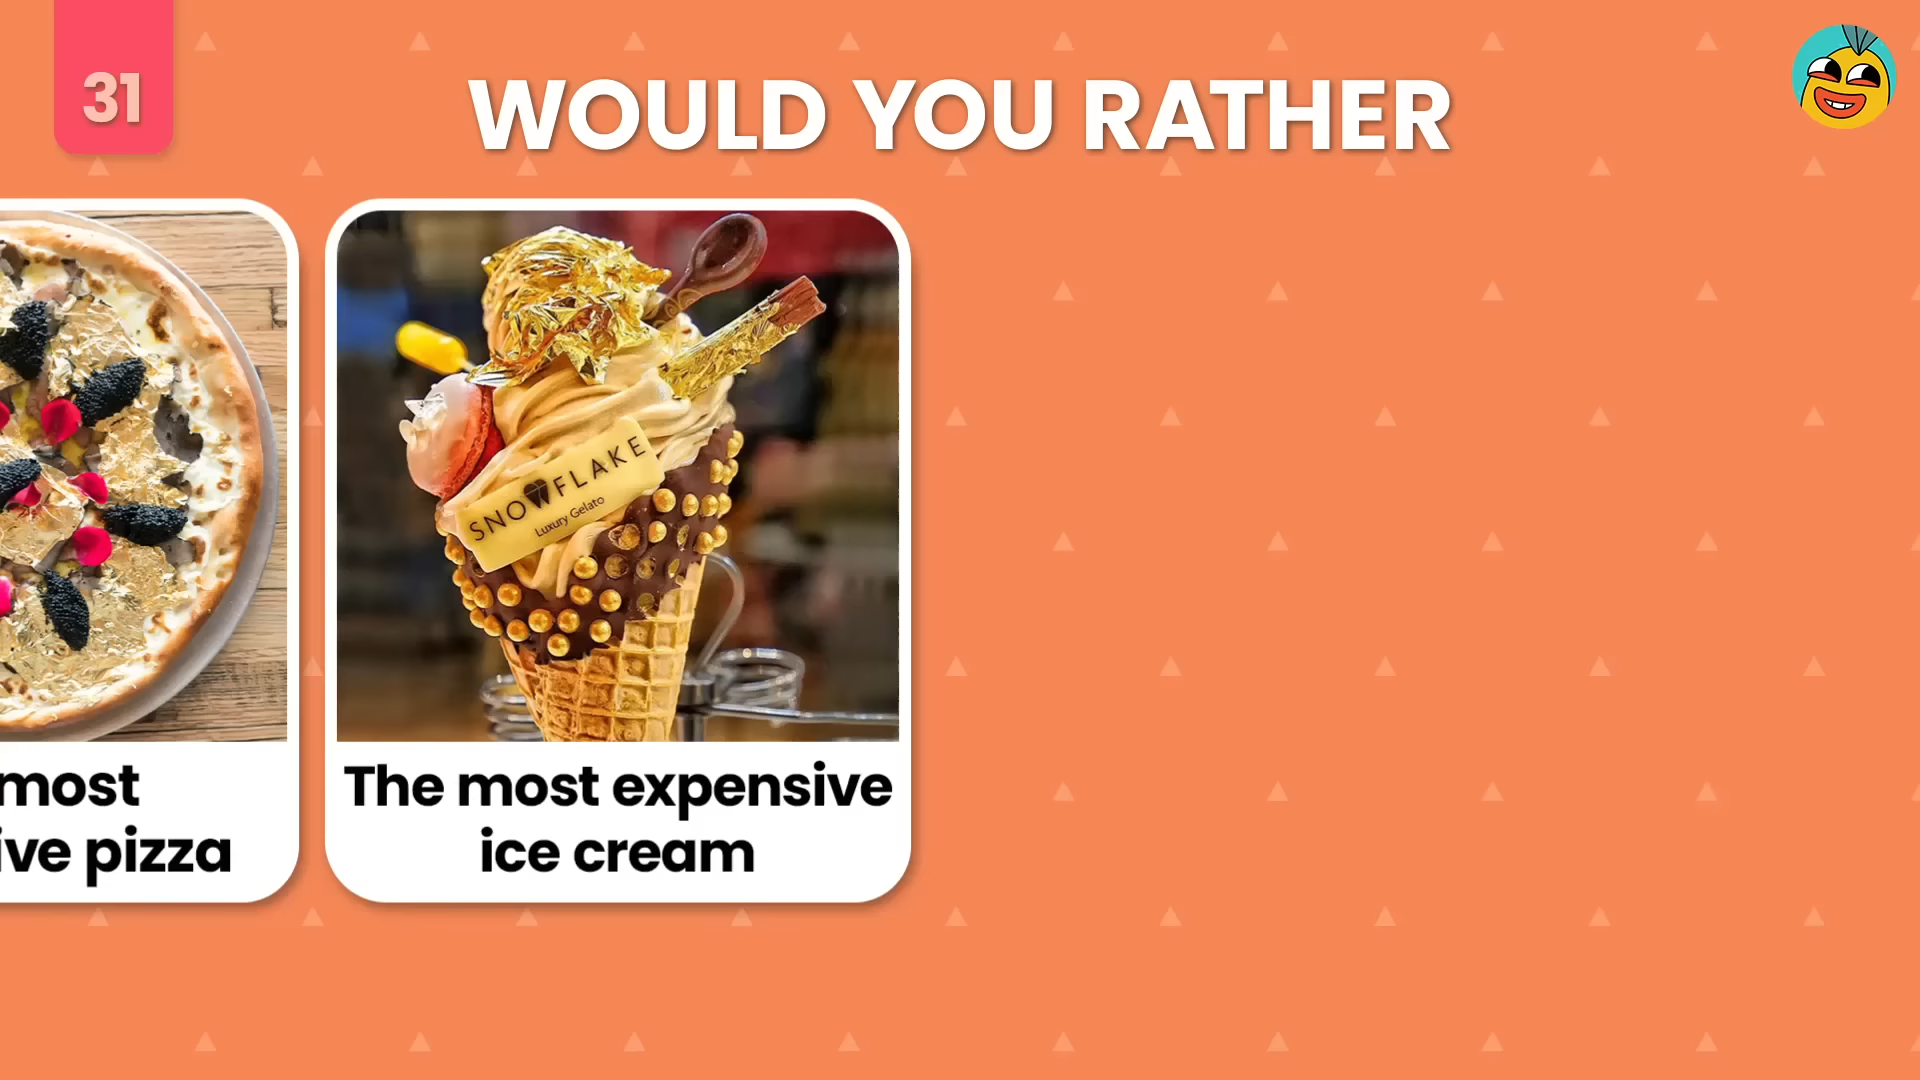 31
WOULD YOU RATHER
SNOWFLAKE
Luxury Gelato
most
ive pizza
The most expensive
ice cream